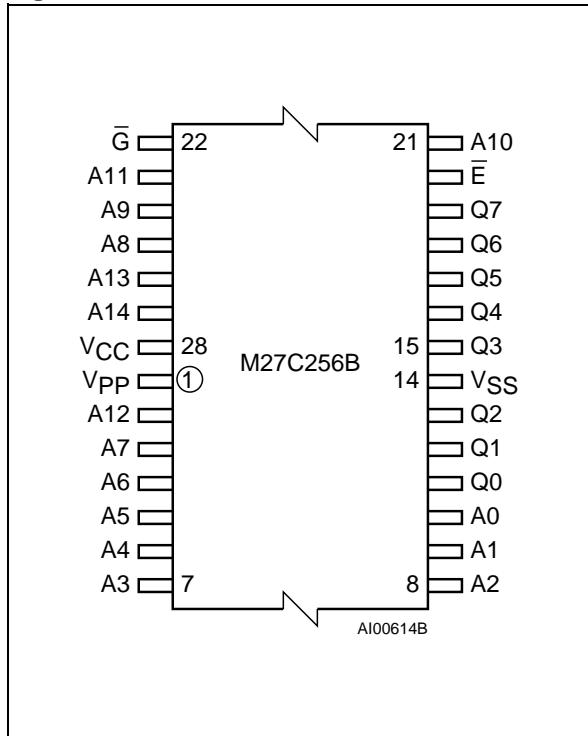 G̅ 22 21 A10
A11 E̅
A9 Q7
A8 Q6
A13 Q5
A14 Q4
VCC 28 15 Q3
M27C256B
VPP 1 14 VSS
A12 Q2
A7 Q1
A6 Q0
A5 A0
A4 A1
A3 7 8 A2
AI00614B